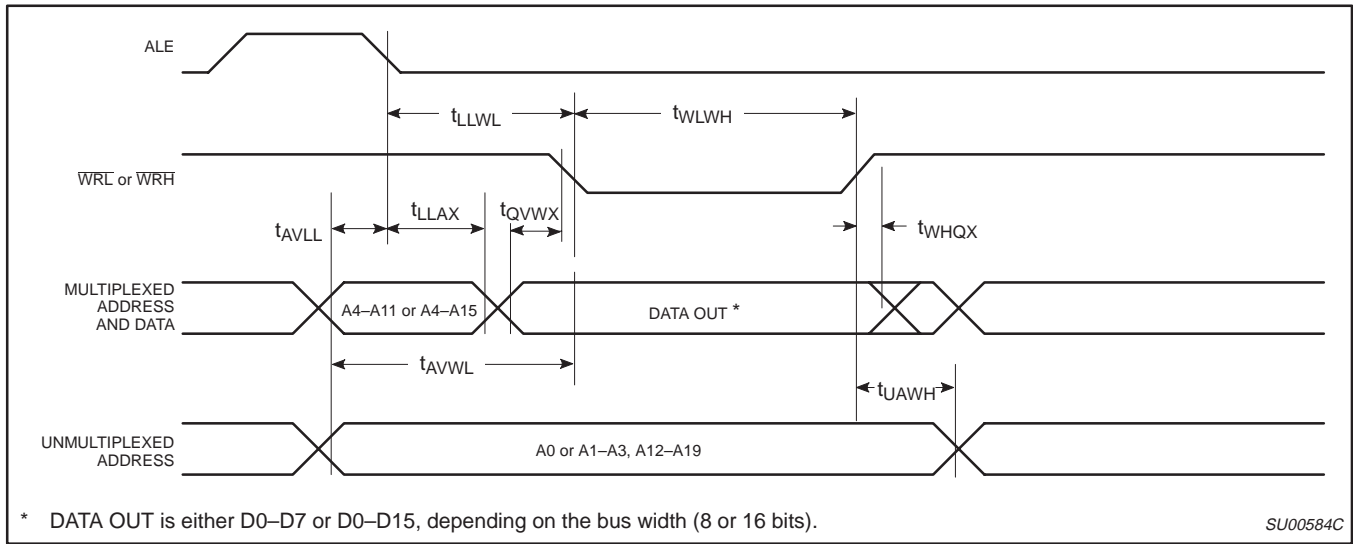 ALE
tLLWL
tWLWH
WRL or WRH
tAVLL
tLLAX
tQVWX
tWHQX
MULTIPLEXED
ADDRESS
AND DATA
A4–A11 or A4–A15
DATA OUT *
tAVWL
tUAWH
UNMULTIPLEXED
ADDRESS
A0 or A1–A3, A12–A19
* DATA OUT is either D0–D7 or D0–D15, depending on the bus width (8 or 16 bits).
SU00584C